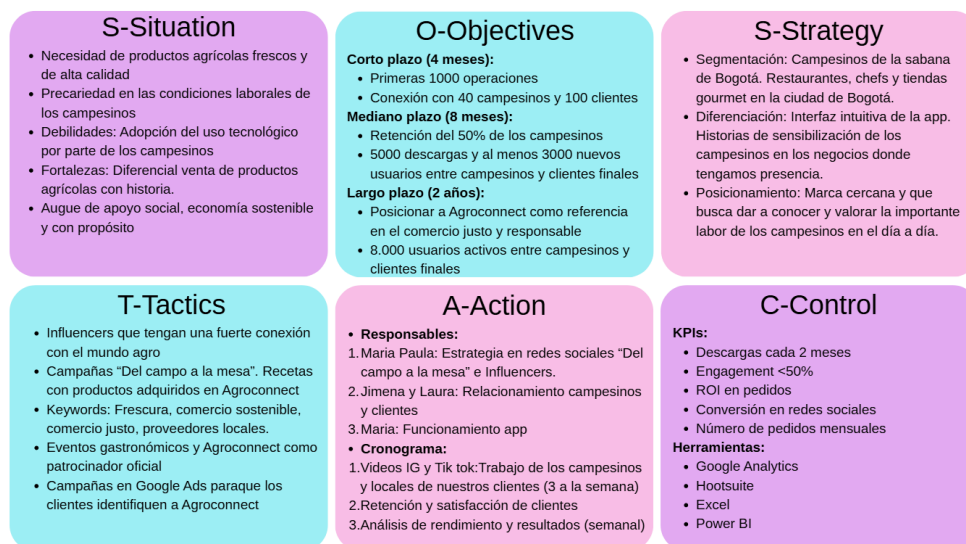 S-Situation
• Necesidad de productos agrícolas frescos y
de alta calidad
• Precariedad en las condiciones laborales de
los campesinos
• Debilidades: Adopción del uso tecnológico
por parte de los campesinos
• Fortalezas: Diferencial venta de productos
agrícolas con historia.
• Augue de apoyo social, economía sostenible
y con propósito
O-Objectives
Corto plazo (4 meses):
• Primeras 1000 operaciones
• Conexión con 40 campesinos y 100 clientes
Mediano plazo (8 meses):
• Retención del 50% de los campesinos
• 5000 descargas y al menos 3000 nuevos
usuarios entre campesinos y clientes finales
Largo plazo (2 años):
• Posicionar a Agroconnect como referencia
en el comercio justo y responsable
• 8.000 usuarios activos entre campesinos y
clientes finales
S-Strategy
• Segmentación: Campesinos de la sabana
de Bogotá. Restaurantes, chefs y tiendas
gourmet en la ciudad de Bogotá.
• Diferenciación: Interfaz intuitiva de la app.
Historias de sensibilización de los
campesinos en los negocios donde
tengamos presencia.
• Posicionamiento: Marca cercana y que
busca dar a conocer y valorar la importante
labor de los campesinos en el día a día.
T-Tactics
• Influencers que tengan una fuerte conexión
con el mundo agro
• Campañas “Del campo a la mesa”. Recetas
con productos adquiridos en Agroconnect
• Keywords: Frescura, comercio sostenible,
comercio justo, proveedores locales.
• Eventos gastronómicos y Agroconnect como
patrocinador oficial
• Campañas en Google Ads paraque los
clientes identifiquen a Agroconnect
A-Action
• Responsables:
1. Maria Paula: Estrategia en redes sociales “Del
campo a la mesa” e Influencers.
2. Jimena y Laura: Relacionamiento campesinos
y clientes
3. Maria: Funcionamiento app
• Cronograma:
1. Videos IG y Tik tok:Trabajo de los campesinos
y locales de nuestros clientes (3 a la semana)
2. Retención y satisfacción de clientes
3. Análisis de rendimiento y resultados (semanal)
C-Control
KPIs:
• Descargas cada 2 meses
• Engagement <50%
• ROI en pedidos
• Conversión en redes sociales
• Número de pedidos mensuales
Herramientas:
• Google Analytics
• Hootsuite
• Excel
• Power BI